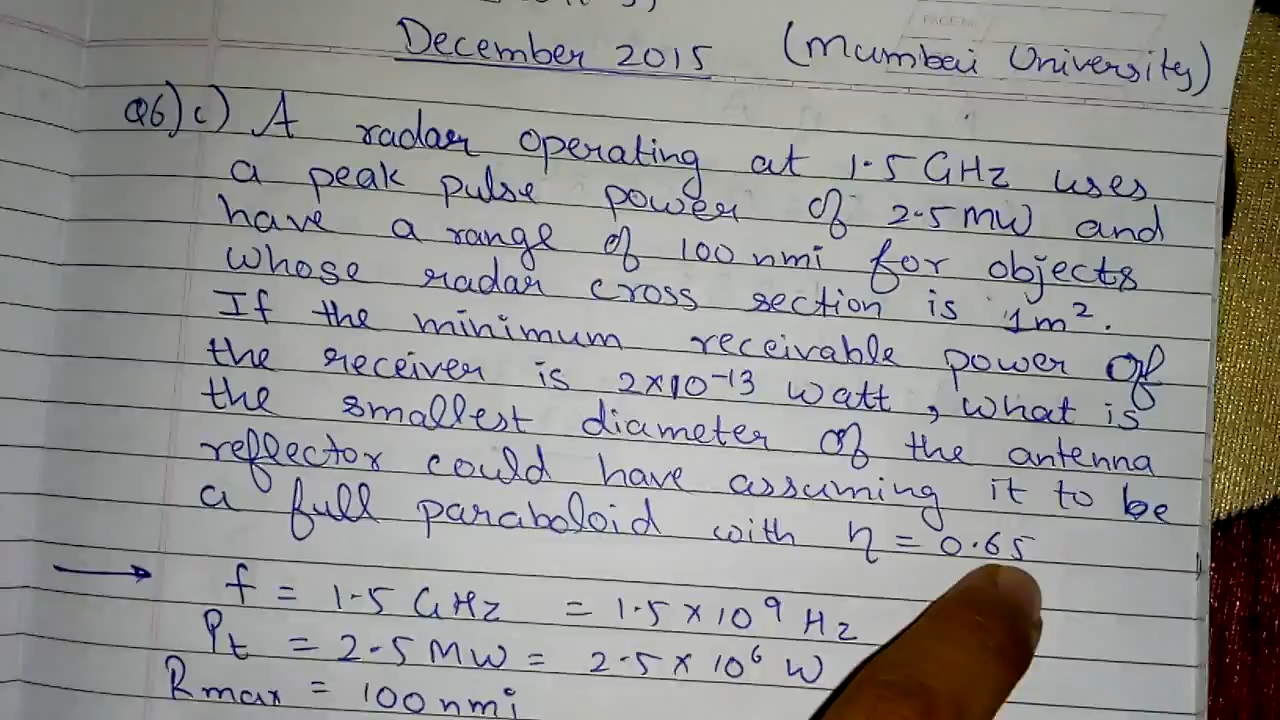 December 2015 (Mumbai University)
Q6) c) A radar operating at 1.5 GHz uses
a peak pulse power of 2.5 MW and
have a range of 100 nmi for objects
whose radar cross section is 1m².
If the minimum receivable power of
the receiver is 2×10⁻¹³ watt, what is
the smallest diameter of the antenna
reflector could have assuming it to be
a full paraboloid with η = 0.65
→ f = 1.5 GHz = 1.5 × 10⁹ Hz
Pt = 2.5 MW = 2.5 × 10⁶ W
Rmax = 100 nmi